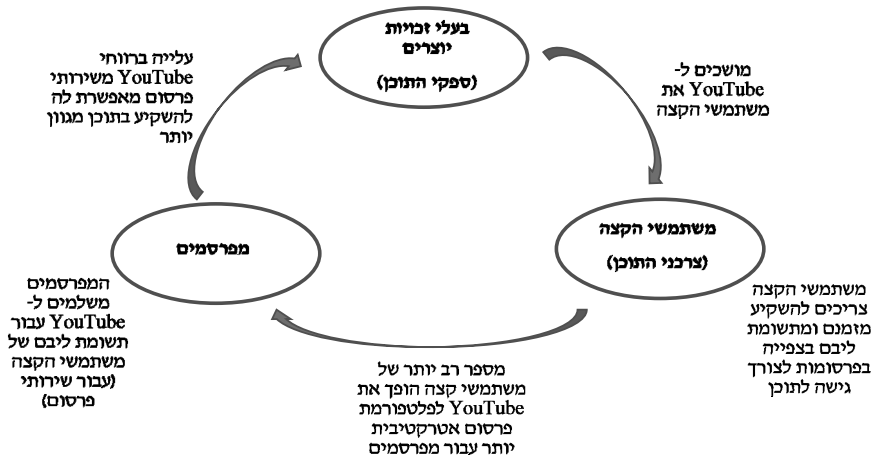 בעלי זכויות
יוצרים
(ספקי התוכן)
מושכים ל-
YouTube את
משתמשי הקצה
משתמשי הקצה
(צרכני התוכן)
משתמשי הקצה
צריכים להשקיע
מזמנם ומתשומת
ליבם בצפייה
בפרסומות לצורך
גישה לתוכן
מספר רב יותר של
משתמשי קצה הופך את
YouTube לפלטפורמת
פרסום אטרקטיבית
יותר עבור מפרסמים
מפרסמים
המפרסמים
משלמים ל-
YouTube עבור
תשומת ליבם של
משתמשי הקצה
(עבור שירותי
פרסום)
עלייה ברווחי
YouTube משירותי
פרסום מאפשרת לה
להשקיע בתוכן מגוון
יותר